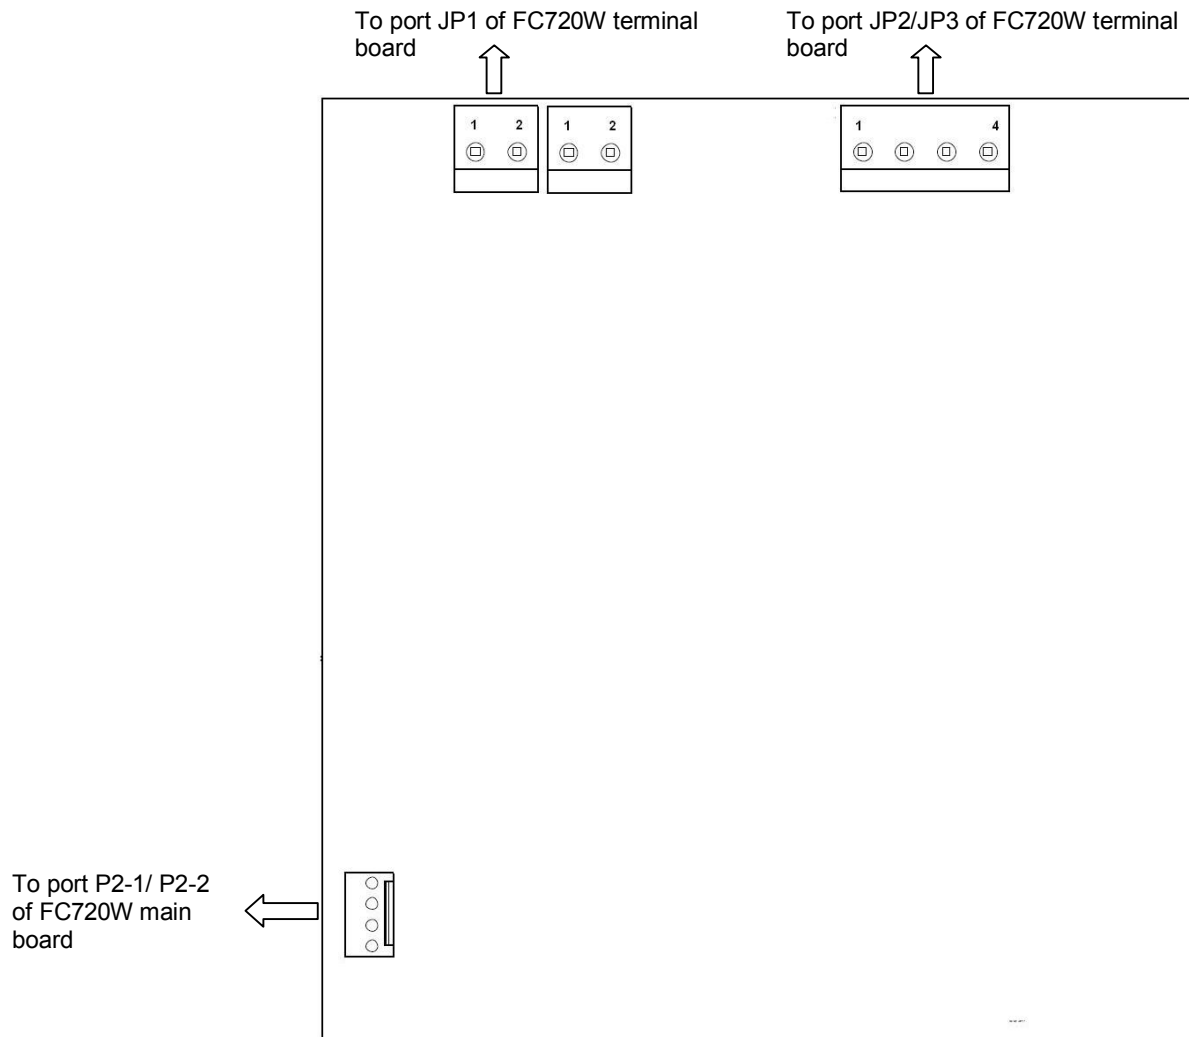 To port JP1 of FC720W terminal
board
To port JP2/JP3 of FC720W terminal
board
1 2 1 2 1 4
To port P2-1/ P2-2
of FC720W main
board